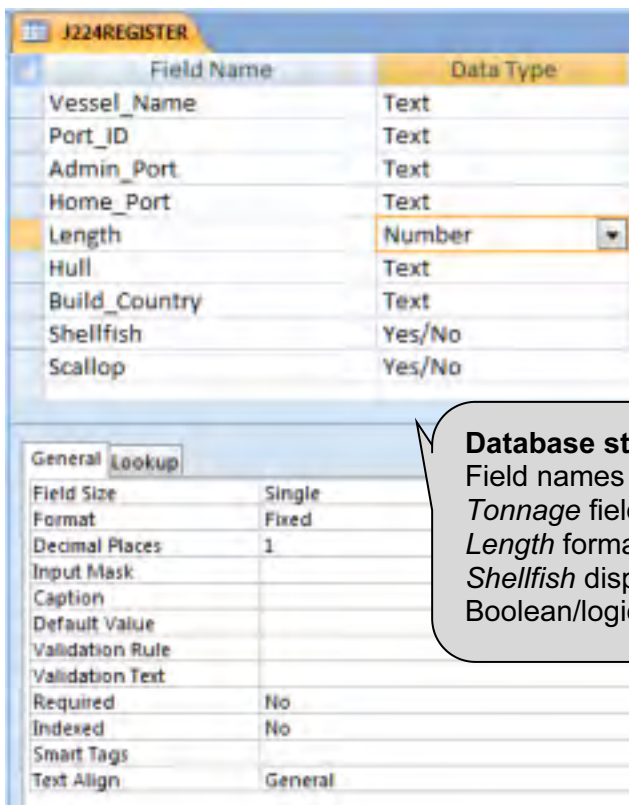 J224REGISTER
Field Name Data Type
Vessel_Name Text
Port_ID Text
Admin_Port Text
Home_Port Text
Length Number
Hull Text
Build_Country Text
Shellfish Yes/No
Scallop Yes/No
General Lookup
Field Size Single
Format Fixed
Decimal Places 1
Input Mask
Caption
Default Value
Validation Rule
Validation Text
Required No
Indexed No
Smart Tags
Text Align General
Database st
Field names
Tonnage fiel
Length forma
Shellfish disp
Boolean/logi